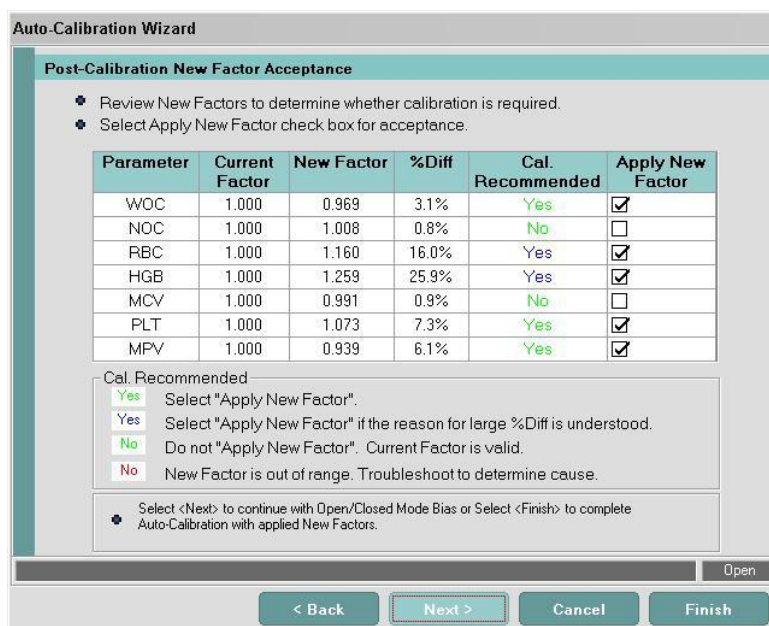 Auto-Calibration Wizard
Post-Calibration New Factor Acceptance
Review New Factors to determine whether calibration is required.
Select Apply New Factor check box for acceptance.
Parameter Current Factor New Factor %Diff Cal. Recommended Apply New Factor
WOC 1.000 0.969 3.1% Yes
NOC 1.000 1.008 0.8% No
RBC 1.000 1.160 16.0% Yes
HGB 1.000 1.259 25.9% Yes
MCV 1.000 0.991 0.9% No
PLT 1.000 1.073 7.3% Yes
MPV 1.000 0.939 6.1% Yes
Cal. Recommended
Yes Select "Apply New Factor".
Yes Select "Apply New Factor" if the reason for large %Diff is understood.
No Do not "Apply New Factor". Current Factor is valid.
No New Factor is out of range. Troubleshoot to determine cause.
Select <Next> to continue with Open/Closed Mode Bias or Select <Finish> to complete
Auto-Calibration with applied New Factors.
Open
< Back Next > Cancel Finish